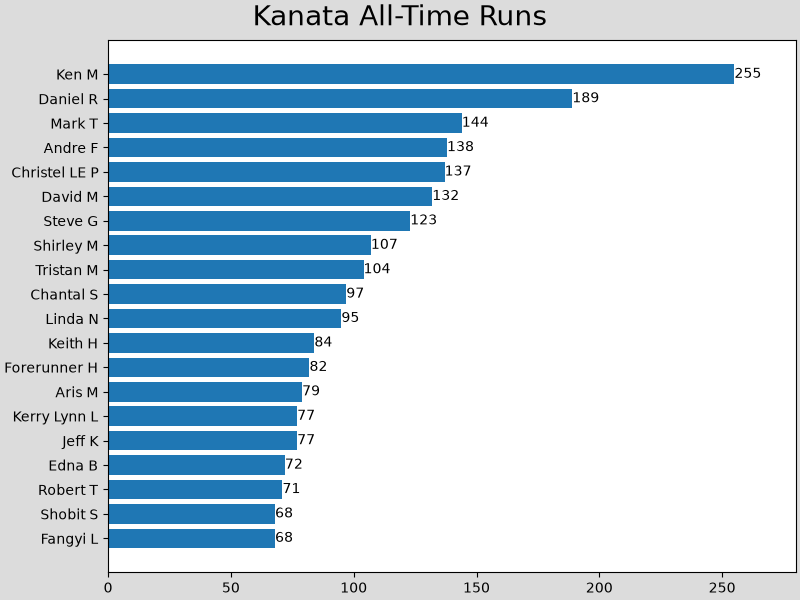 Kanata All-Time Runs
Ken M 255
Daniel R 189
Mark T 144
Andre F 138
Christel LE P 137
David M 132
Steve G 123
Shirley M 107
Tristan M 104
Chantal S 97
Linda N 95
Keith H 84
Forerunner H 82
Aris M 79
Kerry Lynn L 77
Jeff K 77
Edna B 72
Robert T 71
Shobit S 68
Fangyi L 68
0 50 100 150 200 250